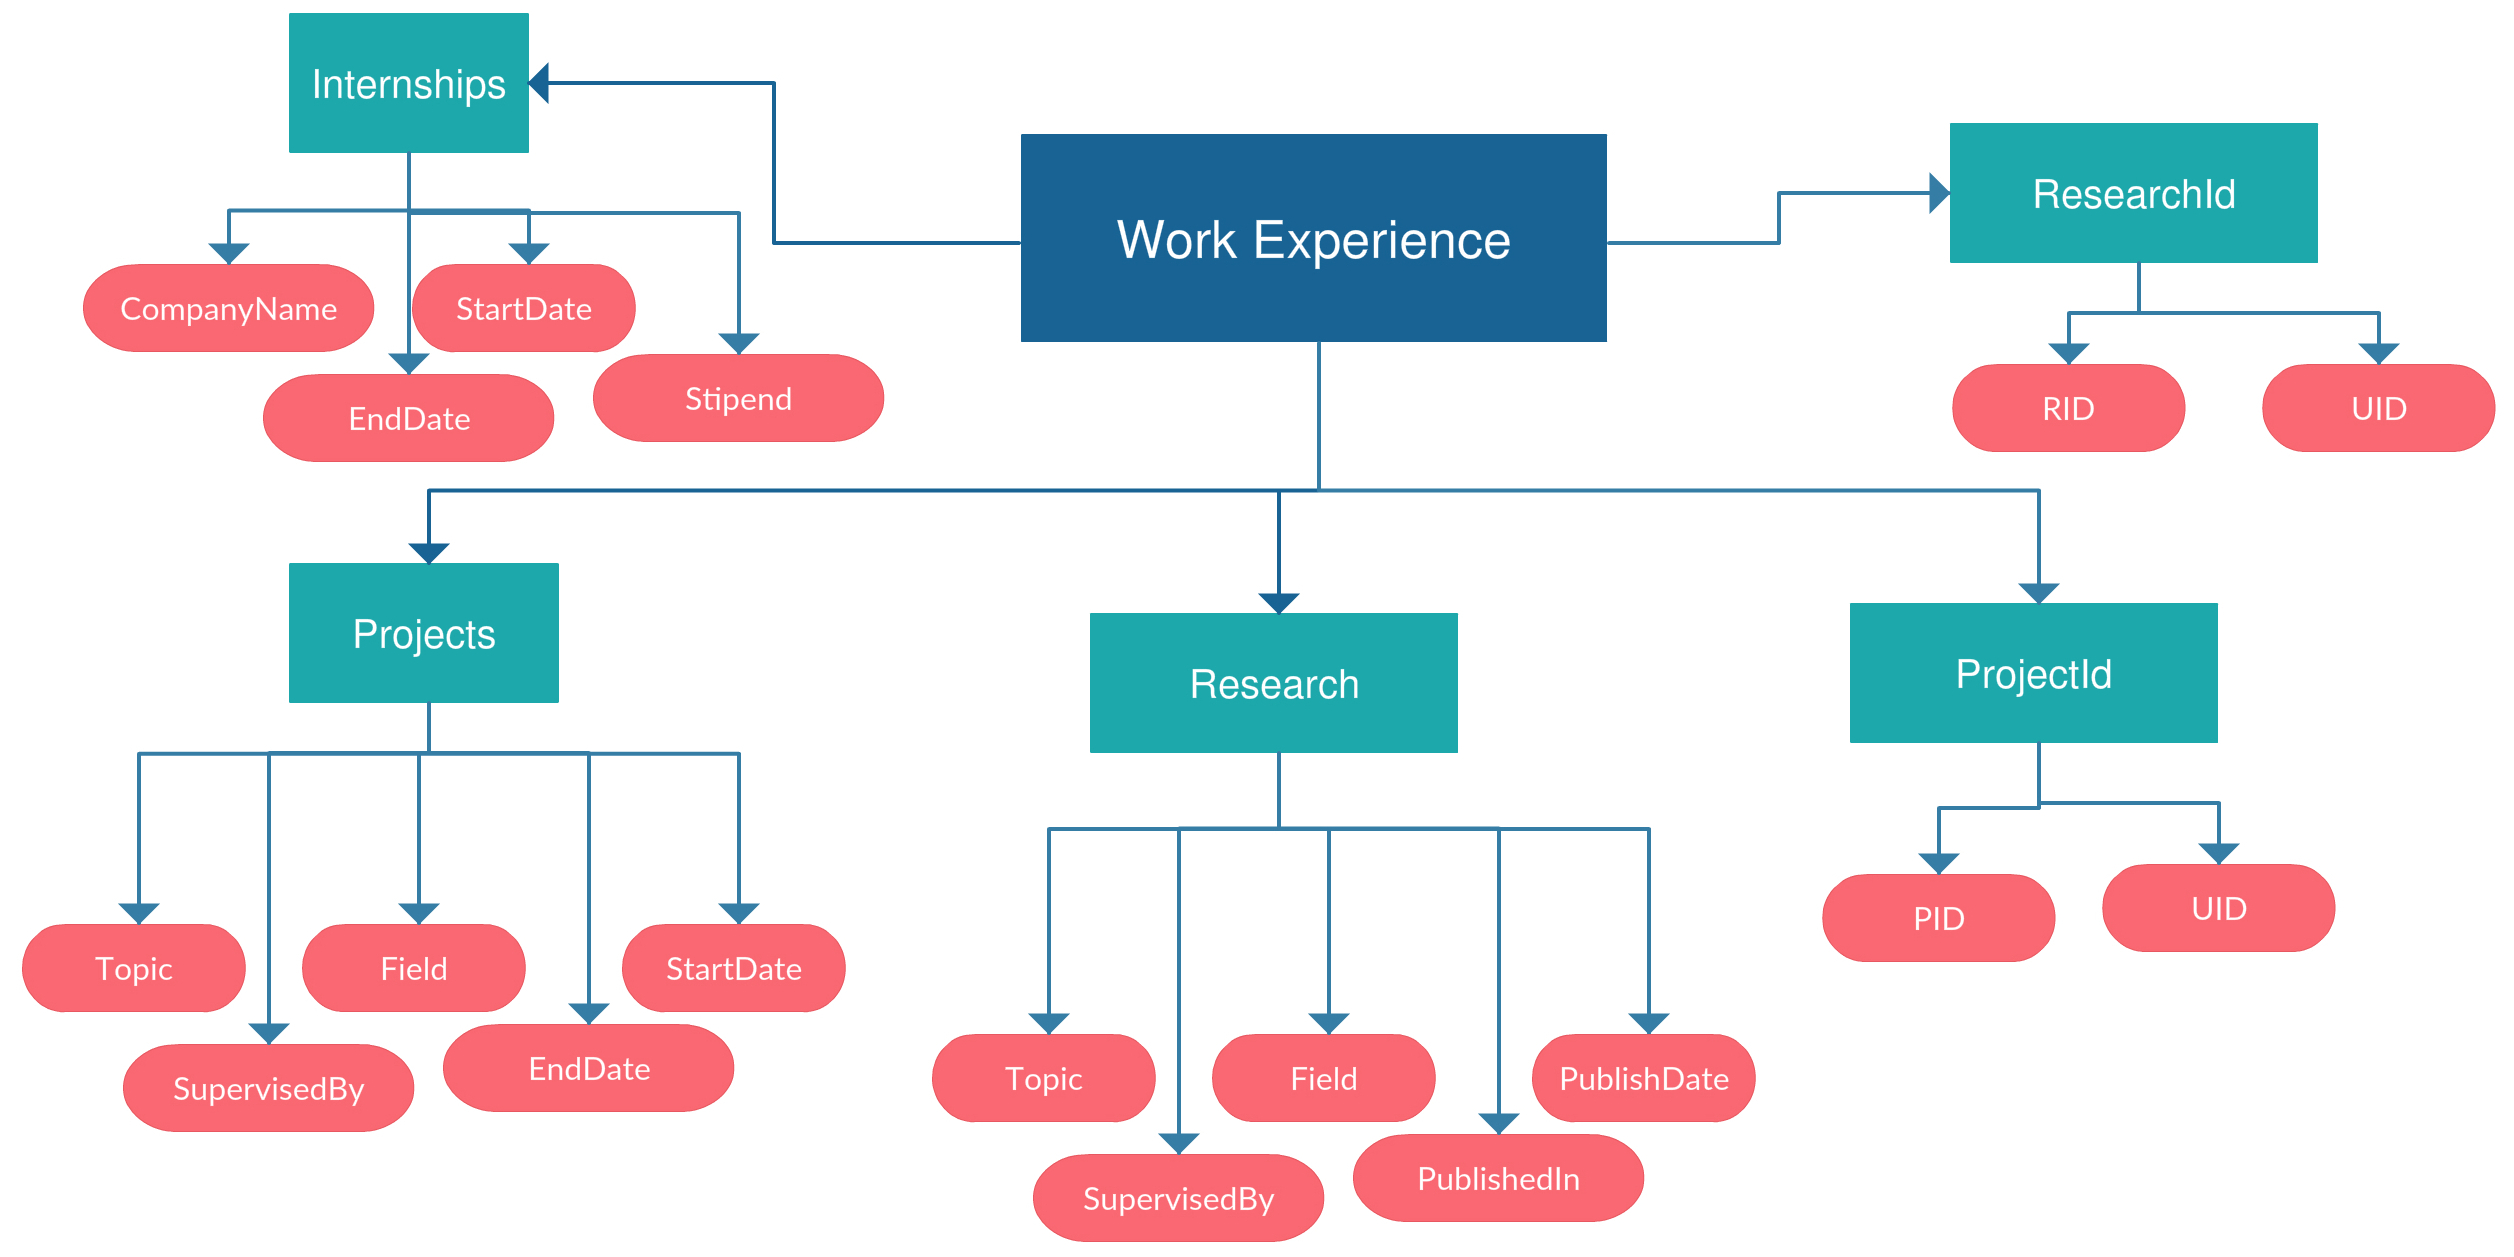 Internships
Work Experience
ResearchId
CompanyName
StartDate
EndDate
Stipend
RID
UID
Projects
Research
ProjectId
Topic
Field
StartDate
SupervisedBy
EndDate
Topic
Field
PublishDate
SupervisedBy
PublishedIn
PID
UID